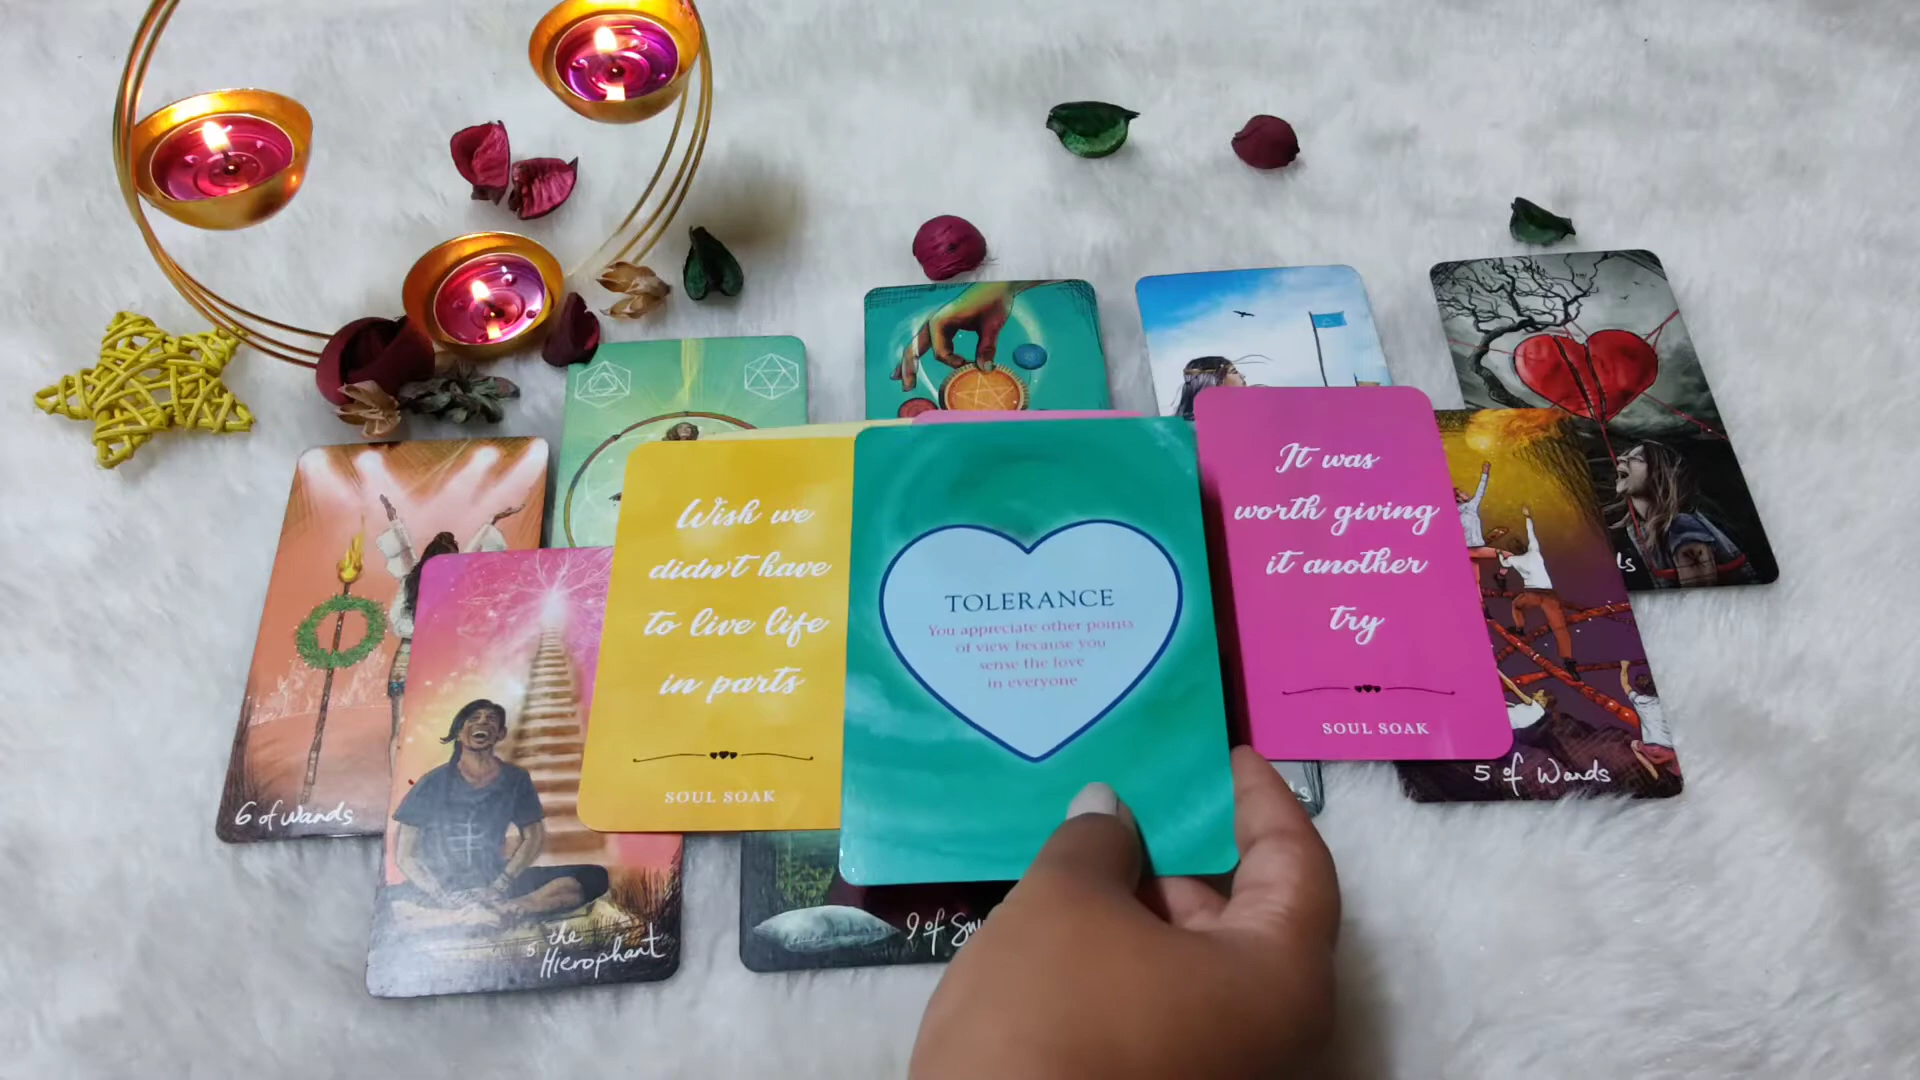 Wish we
didn't have
to live life
in parts
SOUL SOAK
TOLERANCE
You appreciate other points
of view because you
sense the love
in everyone
It was
worth giving
it another
try
SOUL SOAK
6 of Wands
5 the
Hierophant
9 of
5 of Wands